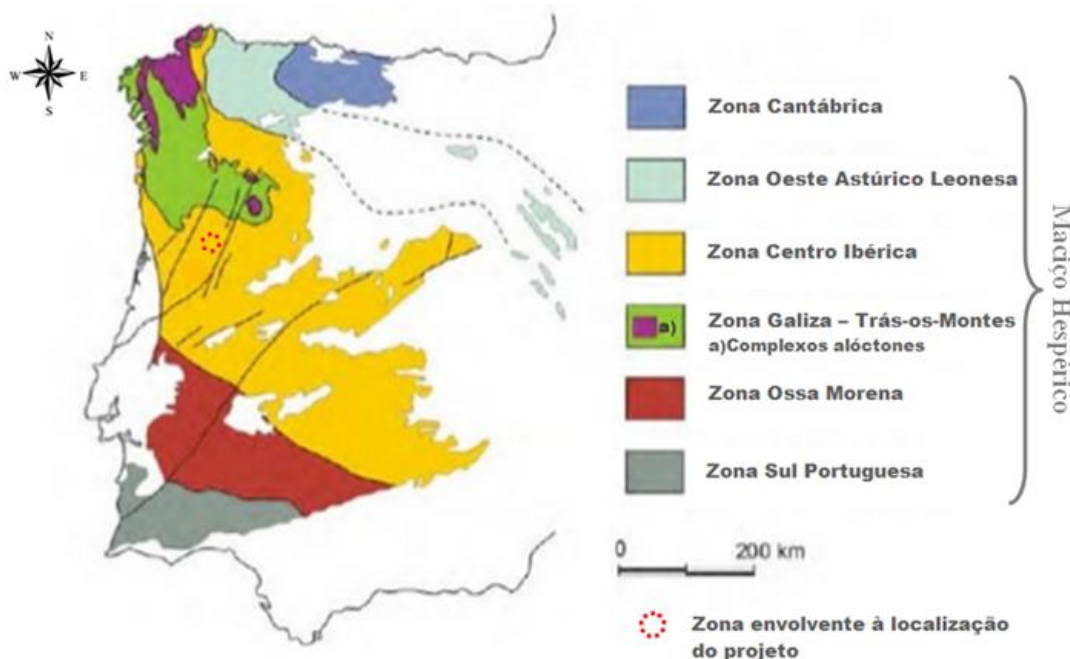 N
W E
S
Zona Cantábrica
Zona Oeste Astúrico Leonesa
Zona Centro Ibérica
a)
Zona Galiza – Trás-os-Montes
a)Complexos alóctones
Zona Ossa Morena
Zona Sul Portuguesa
Maciço Hespérico
0 200 km
Zona envolvente à localização
do projeto